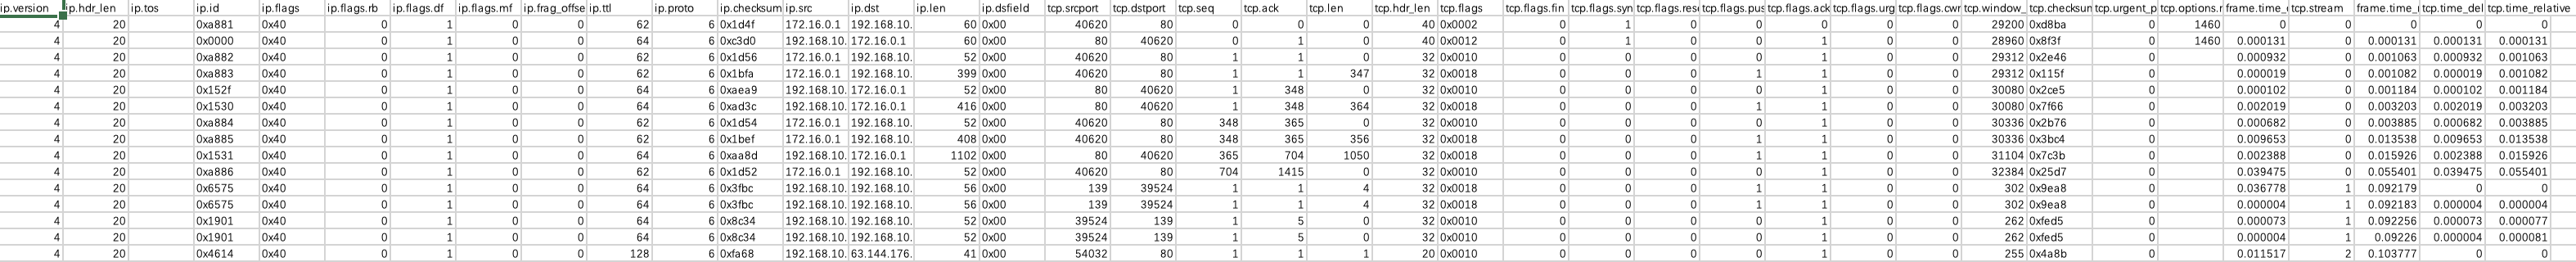 ip.version ip.hdr_len ip.tos ip.id ip.flags ip.flags.rb ip.flags.df ip.flags.mf ip.frag_offse ip.ttl ip.proto ip.checksum ip.src ip.dst ip.len ip.dsfield tcp.srcport tcp.dstport tcp.seq tcp.ack tcp.len tcp.hdr_len tcp.flags tcp.flags.fin tcp.flags.syn tcp.flags.res tcp.flags.pus tcp.flags.ack tcp.flags.urg tcp.flags.cwr tcp.window_ tcp.checksun tcp.urgent_p tcp.options.r frame.time_ tcp.stream frame.time_ tcp.time_del tcp.time_relative
4 20 0xa881 0x40 0 1 0 0 62 6 0x1d4f 172.16.0.1 192.168.10. 60 0x00 40620 80 0 0 0 40 0x0002 0 1 0 0 0 0 0 29200 0xd8ba 0 1460 0 0 0 0 0
4 20 0x0000 0x40 0 1 0 0 64 6 0xc3d0 192.168.10. 172.16.0.1 60 0x00 80 40620 0 1 0 40 0x0012 0 1 0 0 1 0 0 28960 0x8f3f 0 1460 0.000131 0 0.000131 0.000131 0.000131
4 20 0xa882 0x40 0 1 0 0 62 6 0x1d56 172.16.0.1 192.168.10. 52 0x00 40620 80 1 1 0 32 0x0010 0 0 0 0 1 0 0 29312 0x2e46 0 0.000932 0 0.001063 0.000932 0.001063
4 20 0xa883 0x40 0 1 0 0 62 6 0x1bfa 172.16.0.1 192.168.10. 399 0x00 40620 80 1 1 347 32 0x0018 0 0 0 1 1 0 0 29312 0x115f 0 0.000019 0 0.001082 0.000019 0.001082
4 20 0x152f 0x40 0 1 0 0 64 6 0xaea9 192.168.10. 172.16.0.1 52 0x00 80 40620 1 348 0 32 0x0010 0 0 0 0 1 0 0 30080 0x2ce5 0 0.000102 0 0.001184 0.000102 0.001184
4 20 0x1530 0x40 0 1 0 0 64 6 0xad3c 192.168.10. 172.16.0.1 416 0x00 80 40620 1 348 364 32 0x0018 0 0 0 1 1 0 0 30080 0x7f66 0 0.002019 0 0.003203 0.002019 0.003203
4 20 0xa884 0x40 0 1 0 0 62 6 0x1d54 172.16.0.1 192.168.10. 52 0x00 40620 80 348 365 0 32 0x0010 0 0 0 0 1 0 0 30336 0x2b76 0 0.000682 0 0.003885 0.000682 0.003885
4 20 0xa885 0x40 0 1 0 0 62 6 0x1bef 172.16.0.1 192.168.10. 408 0x00 40620 80 348 365 356 32 0x0018 0 0 0 1 1 0 0 30336 0x3bc4 0 0.009653 0 0.013538 0.009653 0.013538
4 20 0x1531 0x40 0 1 0 0 64 6 0xaa8d 192.168.10. 172.16.0.1 1102 0x00 80 40620 365 704 1050 32 0x0018 0 0 0 1 1 0 0 31104 0x7c3b 0 0.002388 0 0.015926 0.002388 0.015926
4 20 0xa886 0x40 0 1 0 0 62 6 0x1d52 172.16.0.1 192.168.10. 52 0x00 40620 80 704 1415 0 32 0x0010 0 0 0 0 1 0 0 32384 0x25d7 0 0.039475 0 0.055401 0.039475 0.055401
4 20 0x6575 0x40 0 1 0 0 64 6 0x3fbc 192.168.10. 192.168.10. 56 0x00 139 39524 1 1 4 32 0x0018 0 0 0 1 1 0 0 302 0x9ea8 0 0.036778 1 0.092179 0 0
4 20 0x6575 0x40 0 1 0 0 64 6 0x3fbc 192.168.10. 192.168.10. 56 0x00 139 39524 1 1 4 32 0x0018 0 0 0 1 1 0 0 302 0x9ea8 0 0.000004 1 0.092183 0.000004 0.000004
4 20 0x1901 0x40 0 1 0 0 64 6 0x8c34 192.168.10. 192.168.10. 52 0x00 39524 139 1 5 0 32 0x0010 0 0 0 0 1 0 0 262 0xfed5 0 0.000073 1 0.092256 0.000073 0.000077
4 20 0x1901 0x40 0 1 0 0 64 6 0x8c34 192.168.10. 192.168.10. 52 0x00 39524 139 1 5 0 32 0x0010 0 0 0 0 1 0 0 262 0xfed5 0 0.000004 1 0.09226 0.000004 0.000081
4 20 0x4614 0x40 0 1 0 0 128 6 0xfa68 192.168.10. 63.144.176. 41 0x00 54032 80 1 1 1 20 0x0010 0 0 0 0 1 0 0 255 0x4a8b 0 0.011517 2 0.103777 0 0